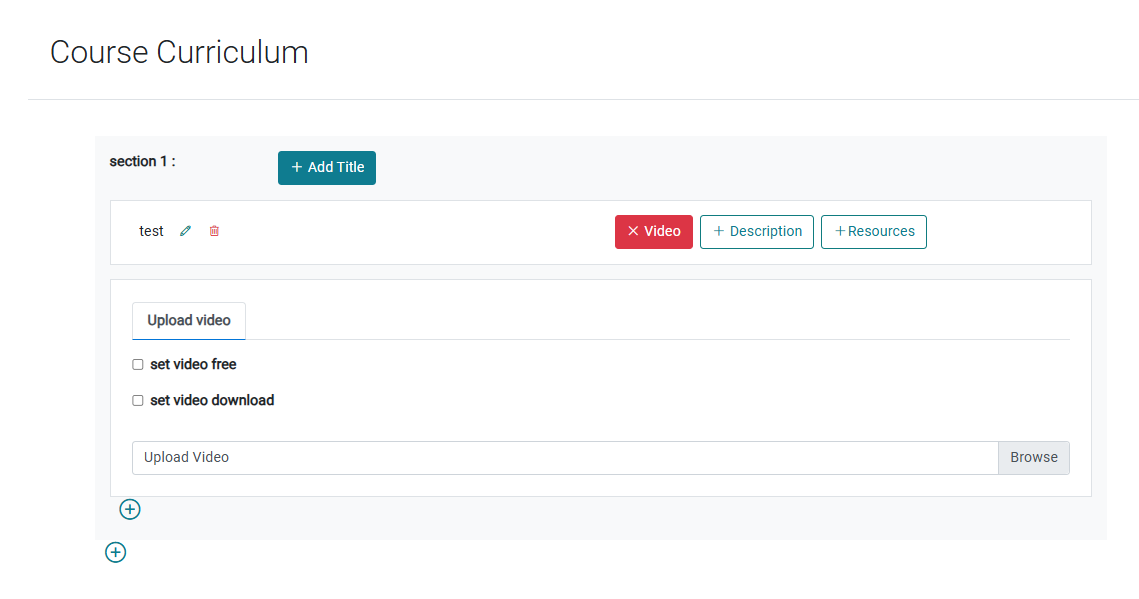 Course Curriculum
section 1 :
+ Add Title
test
× Video
+ Description
+ Resources
Upload video
set video free
set video download
Upload Video
Browse